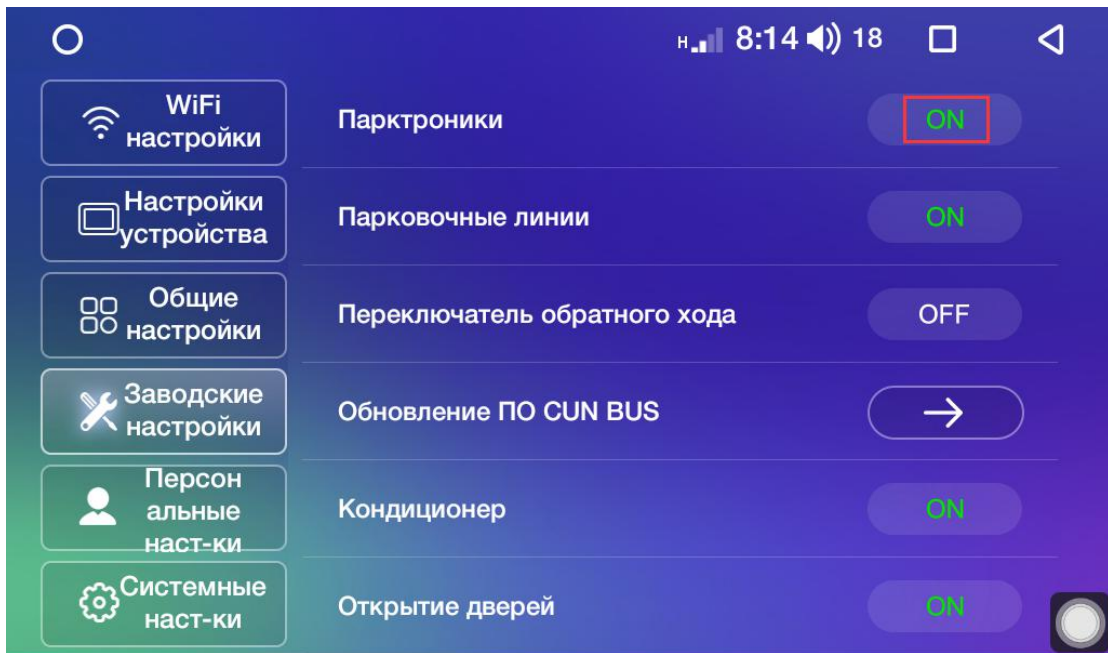 H 8:14 18
WiFi
настройки
Парктроники
ON
Настройки
устройства
Парковочные линии
ON
Общие
настройки
Переключатель обратного хода
OFF
Заводские
настройки
Обновление ПО CUN BUS
Персон
альные
наст-ки
Кондиционер
ON
Системные
наст-ки
Открытие дверей
ON